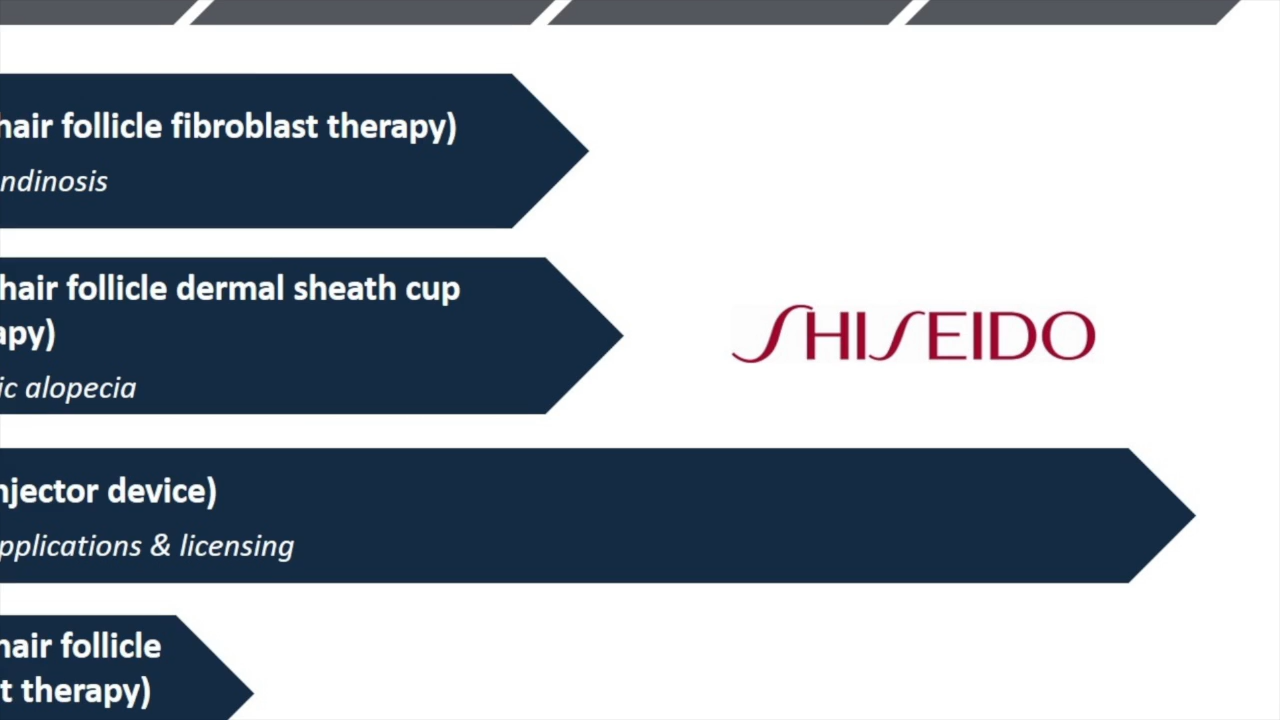 hair follicle fibroblast therapy)
ndinosis
hair follicle dermal sheath cup
apy)
ic alopecia
SHISEIDO
njector device)
pplications & licensing
hair follicle
t therapy)